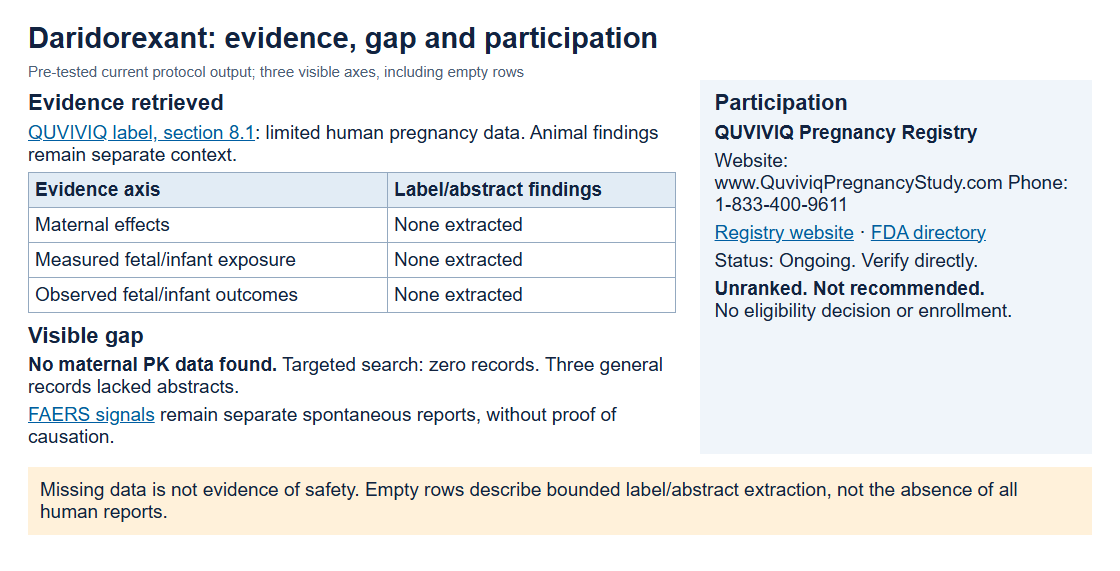 Daridorexant: evidence, gap and participation
Pre-tested current protocol output; three visible axes, including empty rows
Evidence retrieved
QUVIVIQ label, section 8.1: limited human pregnancy data. Animal findings
remain separate context.
Evidence axis Label/abstract findings
Maternal effects None extracted
Measured fetal/infant exposure None extracted
Observed fetal/infant outcomes None extracted
Visible gap
No maternal PK data found. Targeted search: zero records. Three general
records lacked abstracts.
FAERS signals remain separate spontaneous reports, without proof of
causation.
Participation
QUVIVIQ Pregnancy Registry
Website:
www.QuviviqPregnancyStudy.com Phone:
1-833-400-9611
Registry website · FDA directory
Status: Ongoing. Verify directly.
Unranked. Not recommended.
No eligibility decision or enrollment.
Missing data is not evidence of safety. Empty rows describe bounded label/abstract extraction, not the absence of all
human reports.